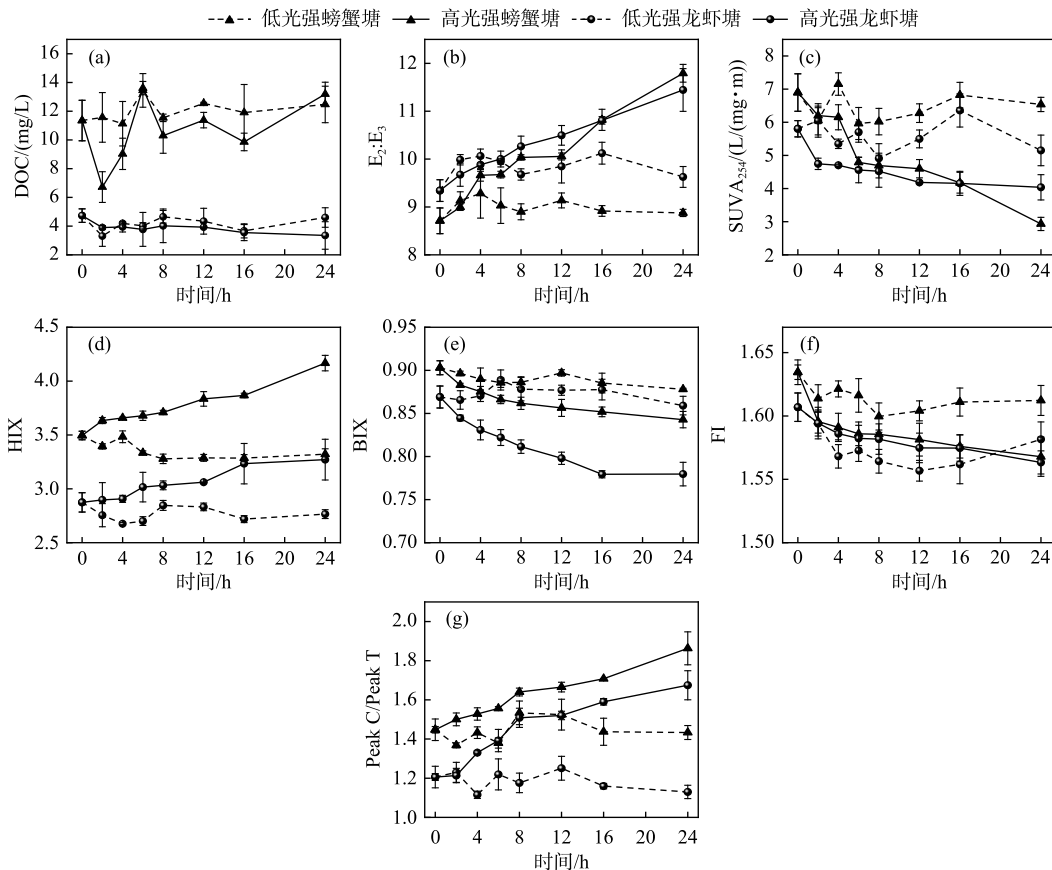 低光强螃蟹塘 高光强螃蟹塘 低光强龙虾塘 高光强龙虾塘
(a)
DOC/(mg/L)
16
14
12
10
8
6
4
2
0 4 8 12 16 20 24
时间/h
(b)
E₂:E₃
12
11
10
9
8
0 4 8 12 16 20 24
时间/h
(c)
SUVA₂₅₄/(L/(mg·m))
8
7
6
5
4
3
2
0 4 8 12 16 20 24
时间/h
(d)
HIX
4.5
4.0
3.5
3.0
2.5
0 4 8 12 16 20 24
时间/h
(e)
BIX
0.95
0.90
0.85
0.80
0.75
0.70
0 4 8 12 16 20 24
时间/h
(f)
FI
1.65
1.60
1.55
1.50
0 4 8 12 16 20 24
时间/h
(g)
Peak C/Peak T
2.0
1.8
1.6
1.4
1.2
1.0
0 4 8 12 16 20 24
时间/h